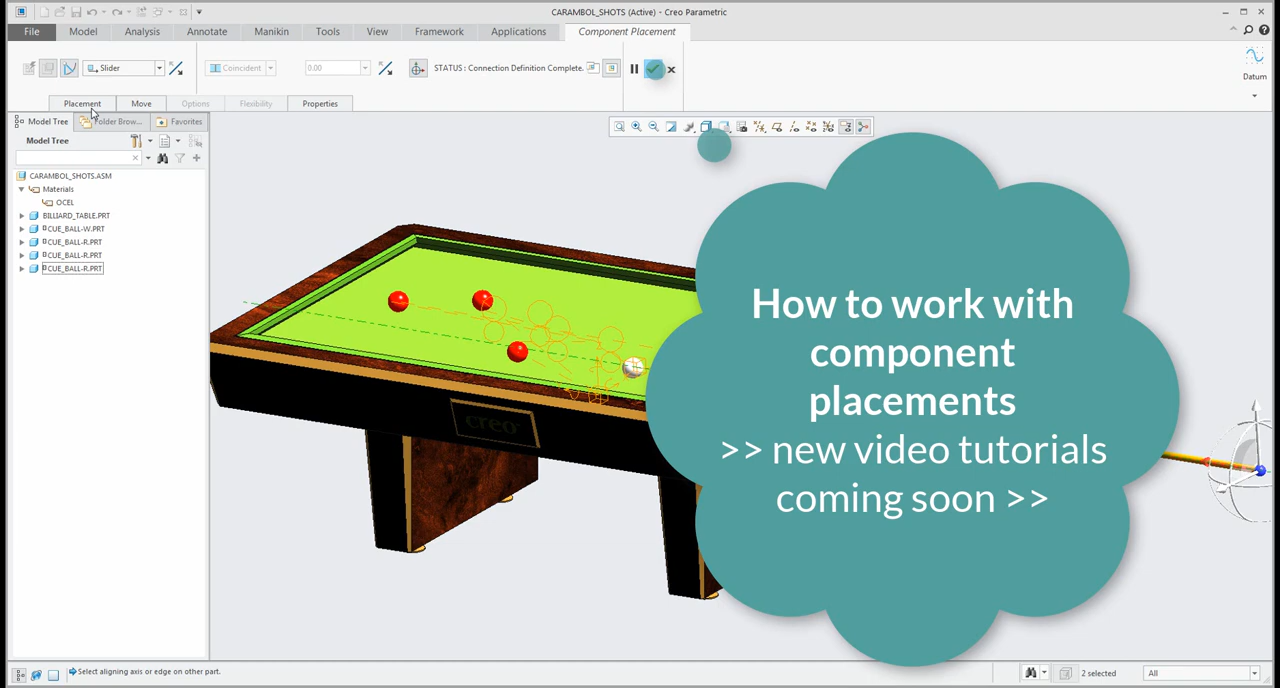 CARAMBOL_SHOTS (Active) - Creo Parametric
File Model Analysis Annotate Manikin Tools View Framework Applications Component Placement
Slider Coincident 0.00 STATUS : Connection Definition Complete.
Datum
Placement Move Options Flexibility Properties
Model Tree Folder Brow... Favorites
Model Tree
CARAMBOL_SHOTS.ASM
Materials
OCEL
BILLIARD_TABLE.PRT
CUE_BALL-W.PRT
CUE_BALL-R.PRT
CUE_BALL-R.PRT
CUE_BALL-R.PRT
creo
How to work with
component
placements
>> new video tutorials
coming soon >>
Select aligning axis or edge on other part.
2 selected All